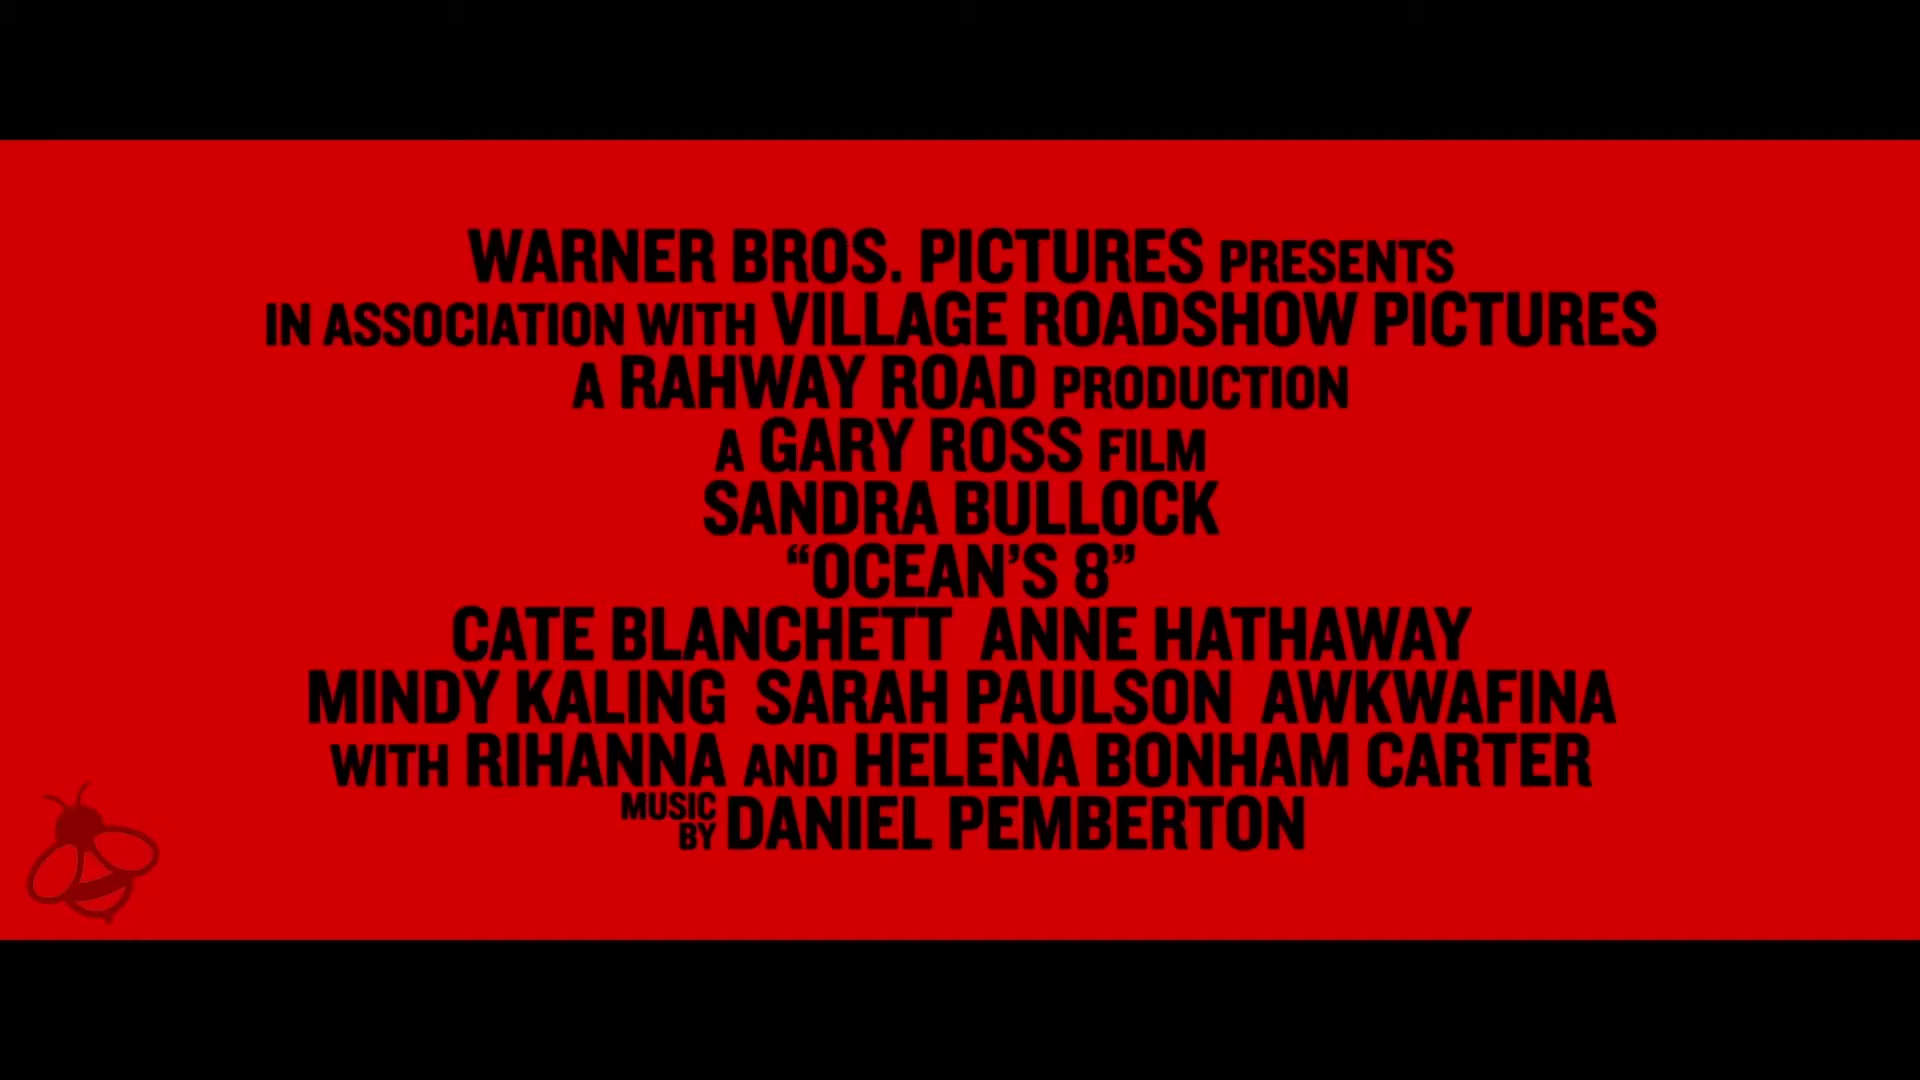 WARNER BROS. PICTURES PRESENTS
IN ASSOCIATION WITH VILLAGE ROADSHOW PICTURES
A RAHWAY ROAD PRODUCTION
A GARY ROSS FILM
SANDRA BULLOCK
“OCEAN’S 8”
CATE BLANCHETT ANNE HATHAWAY
MINDY KALING SARAH PAULSON AWKWAFINA
WITH RIHANNA AND HELENA BONHAM CARTER
MUSIC BY DANIEL PEMBERTON